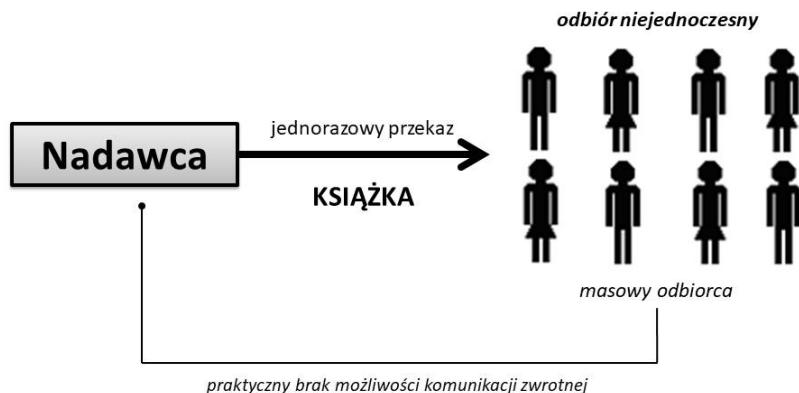 odbiór niejednoczesny
jednorazowy przekaz
Nadawca
KSIĄŻKA
masowy odbiorca
praktyczny brak możliwości komunikacji zwrotnej